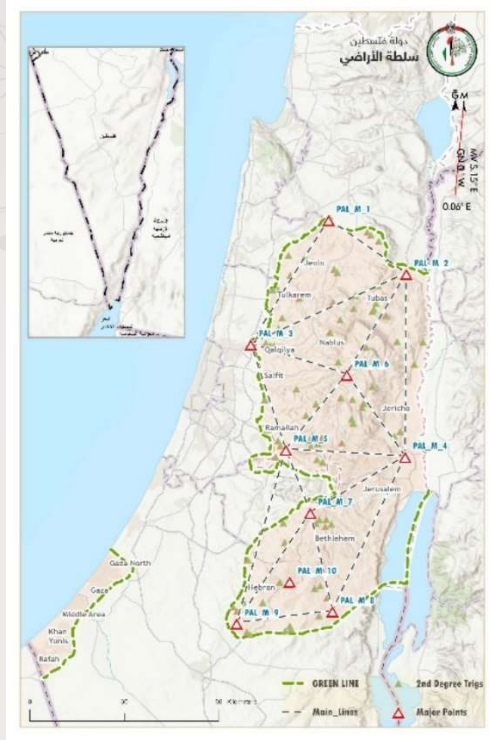 دولة فلسطين
سلطة الأراضي
GN
فلسطين
0.06° E
PAL_M_1
PAL_M_2
Jenin
Tulkarem
Tubas
PAL_M_3
Qalqilya
Nablus
PAL_M_6
Salfit
Jericho
Ramallah
PAL_M_5
PAL_M_4
Jerusalem
PAL_M_7
Bethlehem
Gaza North
Hebron
PAL_M_10
Gaza
Middle Area
PAL_M_9
PAL_M_8
Khan Yunis
Rafah
GREEN LINE
2nd Degree Trigs
Main_Lines
Major Points